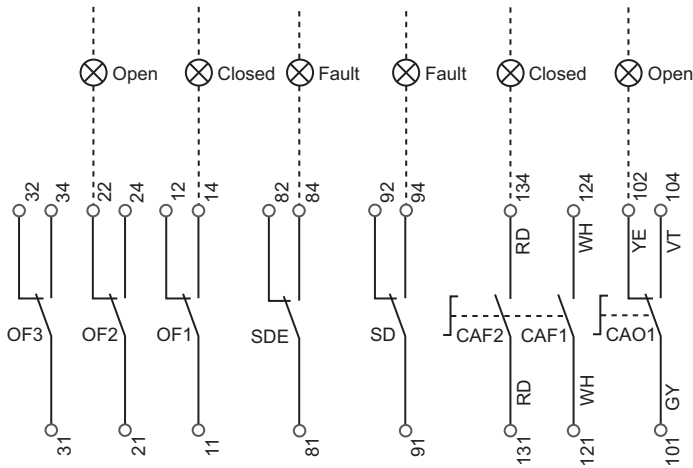 Open Closed Fault Fault Closed Open
32 34 22 24 12 14 82 84 92 94 134 124 102 104
RD WH YE VT
OF3 OF2 OF1 SDE SD CAF2 CAF1 CAO1
RD WH GY
31 21 11 81 91 131 121 101